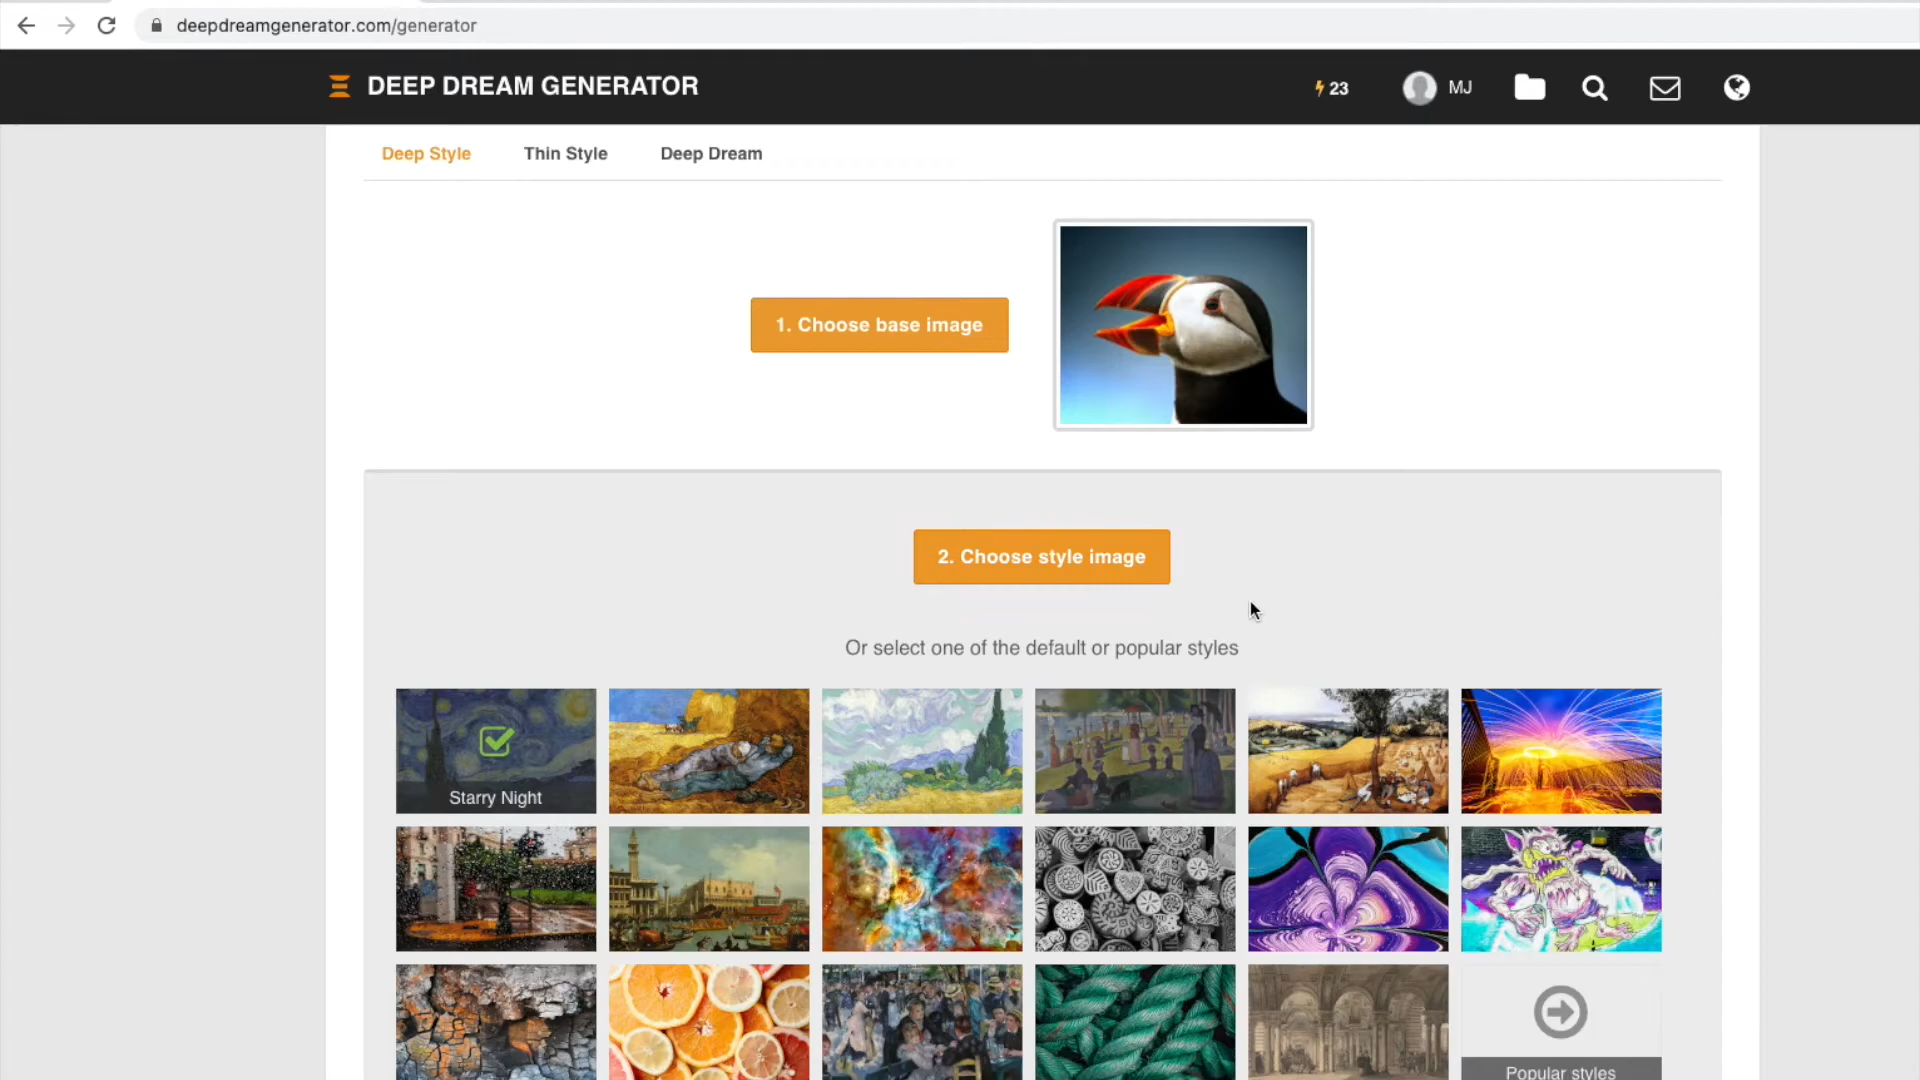 deepdreamgenerator.com/generator
DEEP DREAM GENERATOR
23
MJ
Deep Style
Thin Style
Deep Dream
1. Choose base image
2. Choose style image
Or select one of the default or popular styles
Starry Night
Popular styles